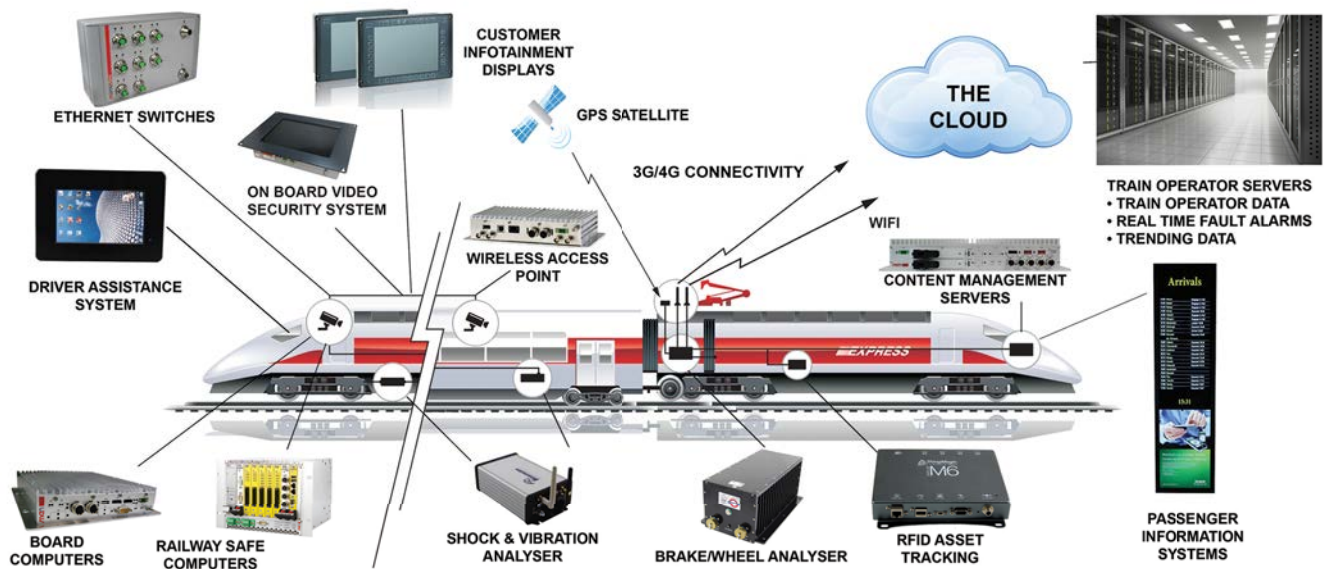 CUSTOMER
INFOTAINMENT
DISPLAYS
ETHERNET SWITCHES
GPS SATELLITE
THE
CLOUD
ON BOARD VIDEO
SECURITY SYSTEM
3G/4G CONNECTIVITY
WIFI
TRAIN OPERATOR SERVERS
• TRAIN OPERATOR DATA
• REAL TIME FAULT ALARMS
• TRENDING DATA
DRIVER ASSISTANCE
SYSTEM
WIRELESS ACCESS
POINT
CONTENT MANAGEMENT
SERVERS
Arrivals
EXPRESS
M6
BOARD
COMPUTERS
RAILWAY SAFE
COMPUTERS
SHOCK & VIBRATION
ANALYSER
BRAKE/WHEEL ANALYSER
RFID ASSET
TRACKING
PASSENGER
INFORMATION
SYSTEMS